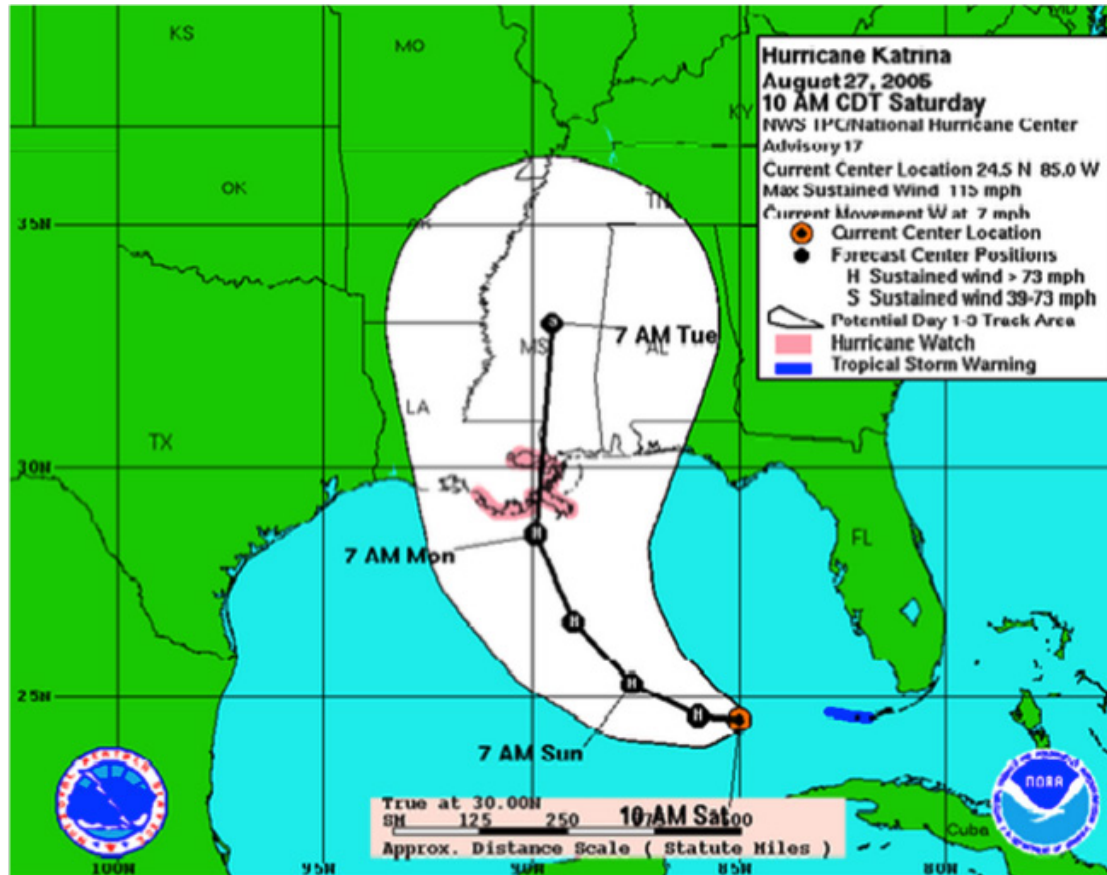 Hurricane Katrina
August 27, 2005
10 AM CDT Saturday
NWS TPC/National Hurricane Center
Advisory 17
Current Center Location 24.5 N 85.0 W
Max Sustained Wind 115 mph
Current Movement W at 7 mph
Current Center Location
Forecast Center Positions
H Sustained wind > 73 mph
S Sustained wind 39-73 mph
Potential Day 1-3 Track Area
Hurricane Watch
Tropical Storm Warning
KS
MO
KY
OK
TN
AR
35N
S
7 AM Tue
MS
AL
LA
TX
30N
H
7 AM Mon
FL
H
H
25N
H
7 AM Sun
NOAA
True at 30.00N
10 AM Sat
SM 125 250
Approx. Distance Scale ( Statute Miles )
Cuba
100W
95W
90W
85W
80W